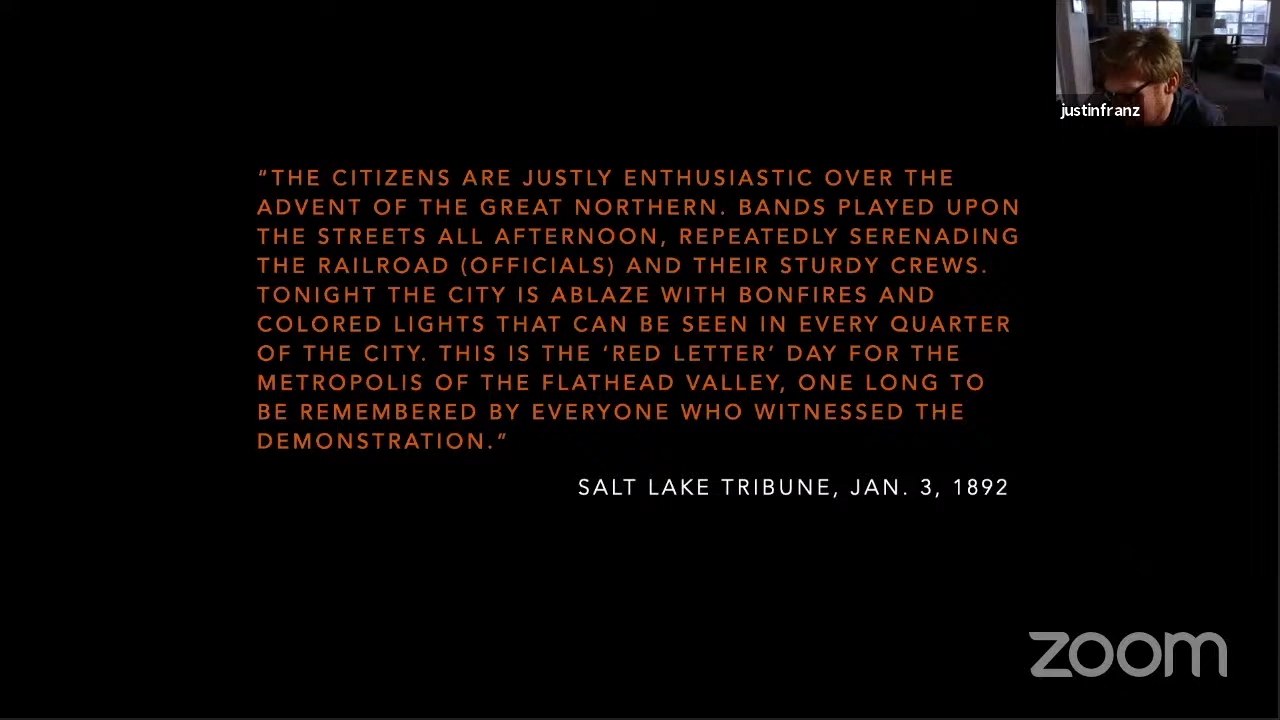 justinfranz
“THE CITIZENS ARE JUSTLY ENTHUSIASTIC OVER THE
ADVENT OF THE GREAT NORTHERN. BANDS PLAYED UPON
THE STREETS ALL AFTERNOON, REPEATEDLY SERENADING
THE RAILROAD (OFFICIALS) AND THEIR STURDY CREWS.
TONIGHT THE CITY IS ABLAZE WITH BONFIRES AND
COLORED LIGHTS THAT CAN BE SEEN IN EVERY QUARTER
OF THE CITY. THIS IS THE ‘RED LETTER’ DAY FOR THE
METROPOLIS OF THE FLATHEAD VALLEY, ONE LONG TO
BE REMEMBERED BY EVERYONE WHO WITNESSED THE
DEMONSTRATION.”
SALT LAKE TRIBUNE, JAN. 3, 1892
zoom